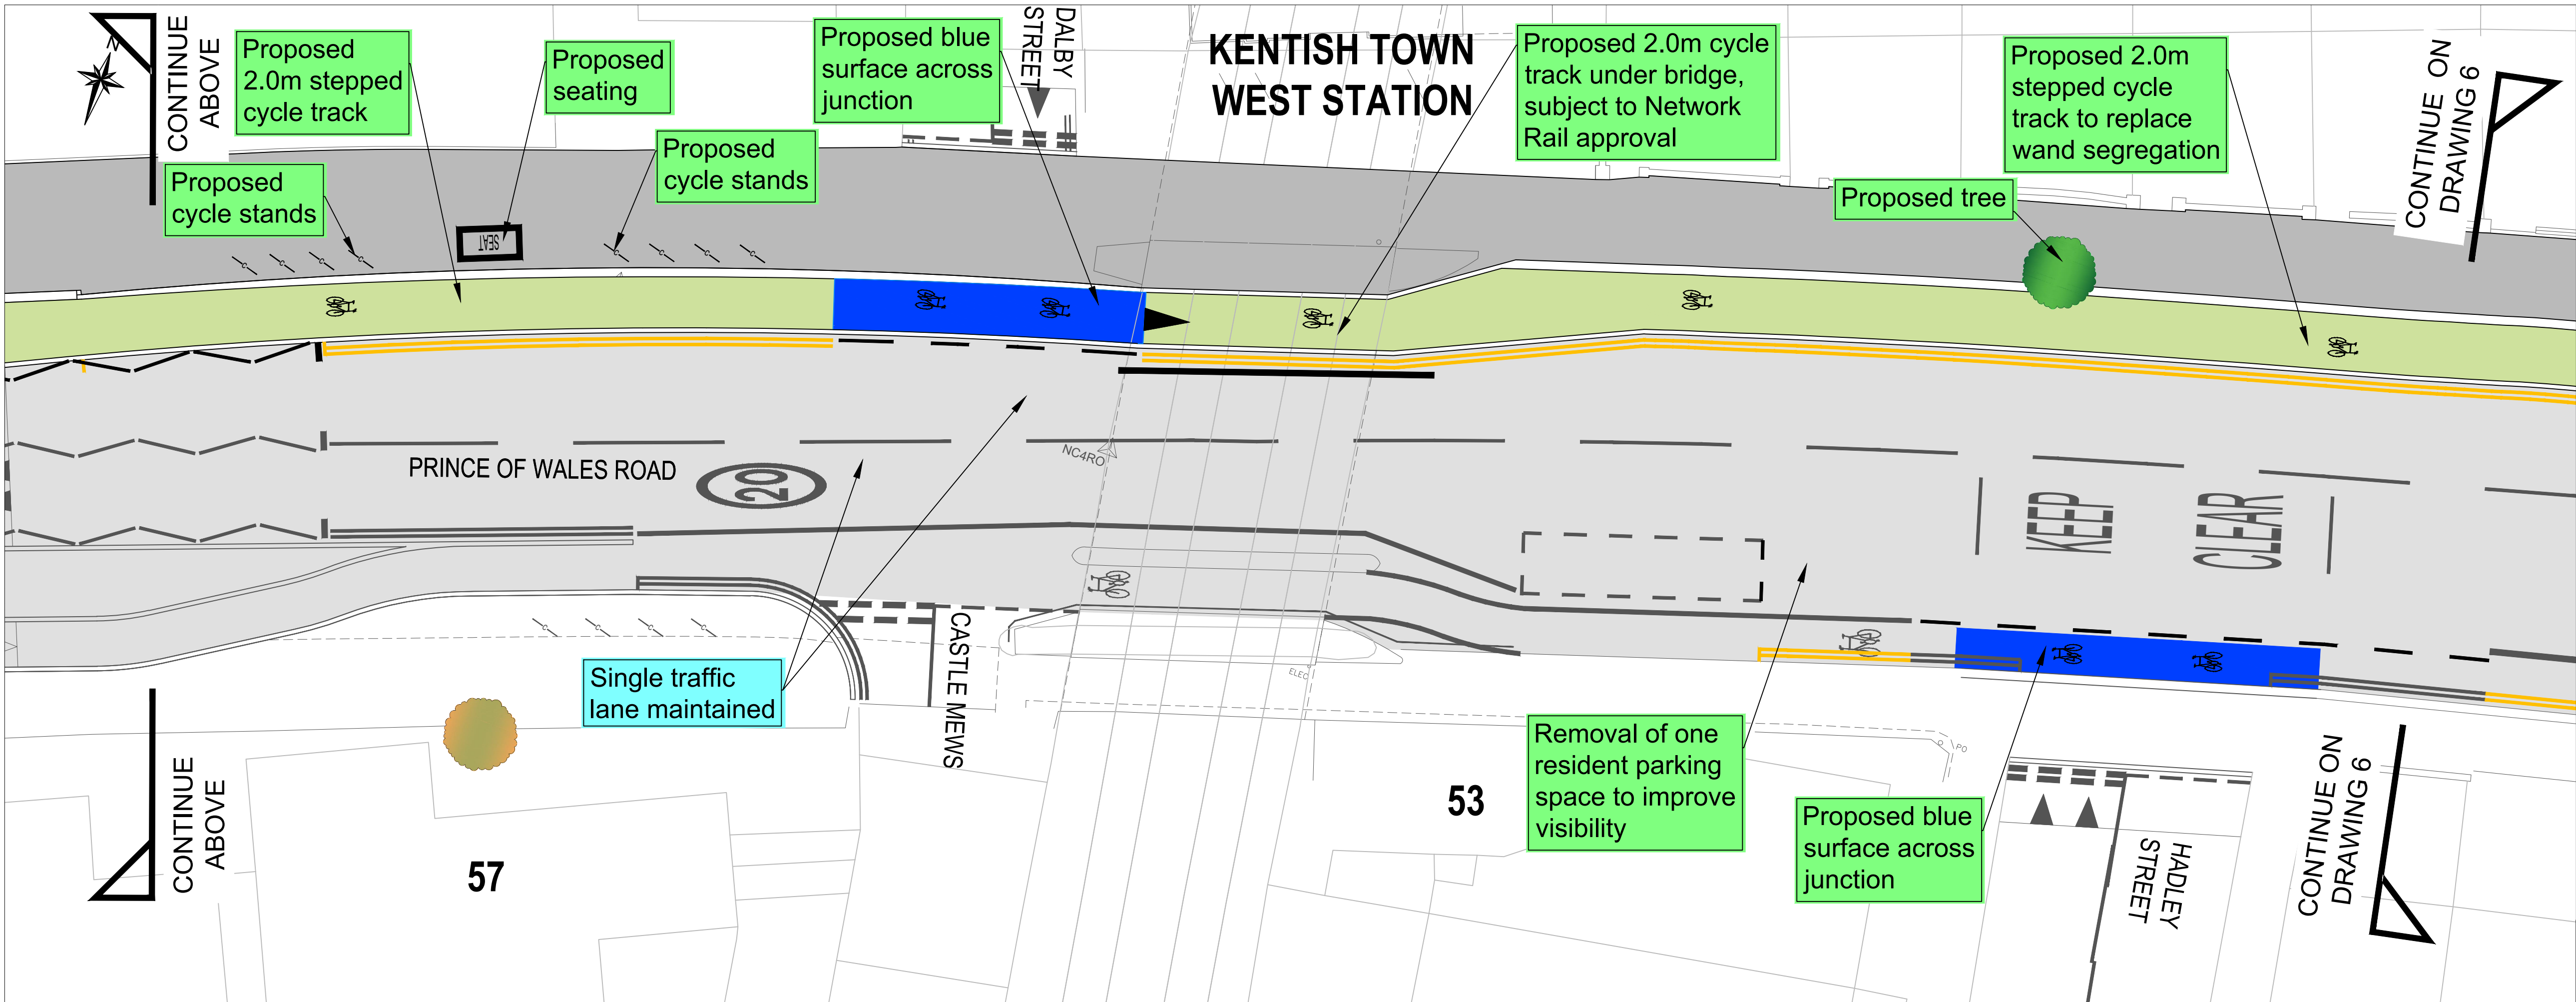 CONTINUE
ABOVE
N
Proposed
2.0m stepped
cycle track
Proposed
seating
Proposed blue
surface across
junction
DALBY
STREET
KENTISH TOWN
WEST STATION
Proposed 2.0m cycle
track under bridge,
subject to Network
Rail approval
Proposed 2.0m
stepped cycle
track to replace
wand segregation
CONTINUE ON
DRAWING 6
Proposed
cycle stands
Proposed
cycle stands
Proposed tree
SEAT
PRINCE OF WALES ROAD
20
NC4RO
KEEP
CLEAR
CASTLE MEWS
ELEC
Single traffic
lane maintained
Removal of one
resident parking
space to improve
visibility
PO
Proposed blue
surface across
junction
CONTINUE
ABOVE
57
53
HADLEY
STREET
CONTINUE ON
DRAWING 6